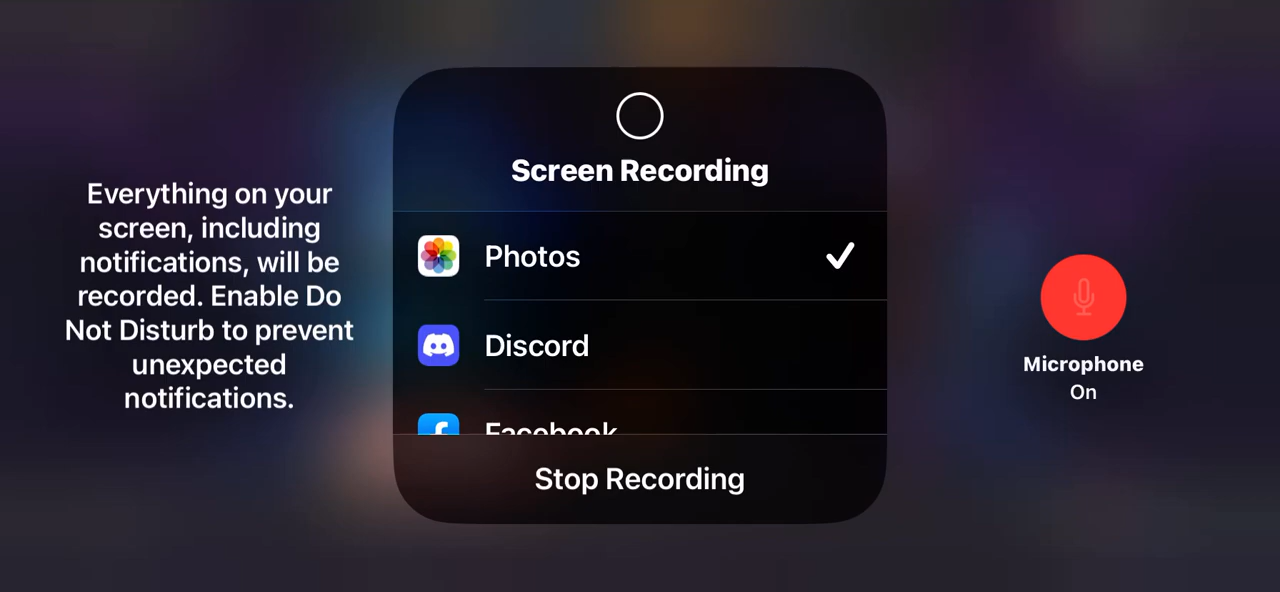 Everything on your
screen, including
notifications, will be
recorded. Enable Do
Not Disturb to prevent
unexpected
notifications.
Screen Recording
Photos
Discord
Facebook
Stop Recording
Microphone
On